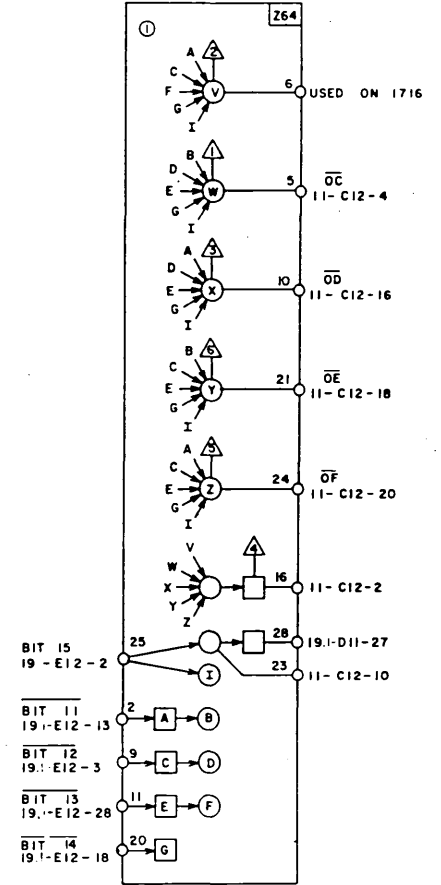 Z64
1
2
A
C
F
G
I
V
6
USED ON 1716
1
B
D
E
G
I
W
5
OC
11-C12-4
3
A
D
E
G
I
X
10
OD
11-C12-16
6
B
C
E
G
I
Y
21
OE
11-C12-18
5
A
C
E
G
I
Z
24
OF
11-C12-20
V
W
X
Y
Z
4
16
11-C12-2
BIT 15
19-E12-2
25
I
28
19.1-D11-27
23
11-C12-10
BIT 11
19.1-E12-13
2
A
B
BIT 12
19.1-E12-3
9
C
D
BIT 13
19.1-E12-28
11
E
F
BIT 14
19.1-E12-18
20
G